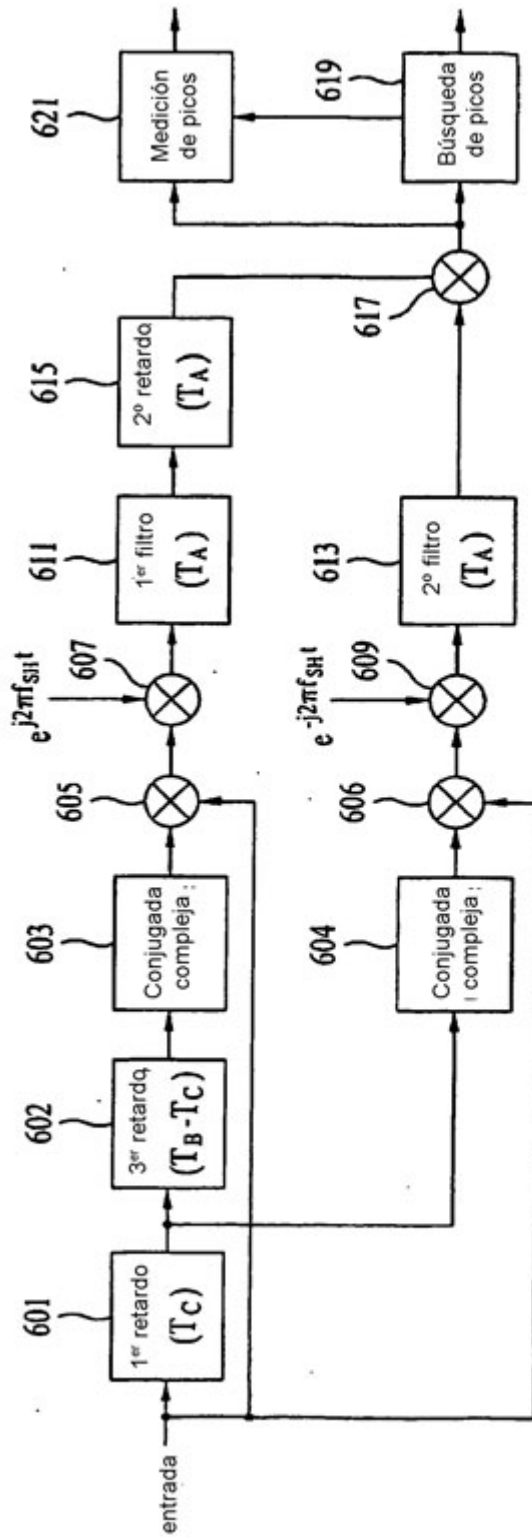 entrada
601
1er retardo
(TC)
602
3er retardo
(TB-TC)
603
Conjugada
compleja
605
607
e^j2πfSHt
611
1er filtro
(TA)
615
2º retardo
(TA)
621
Medición
de picos
604
Conjugada
compleja
606
609
e^-j2πfSHt
613
2º filtro
(TA)
617
619
Búsqueda
de picos